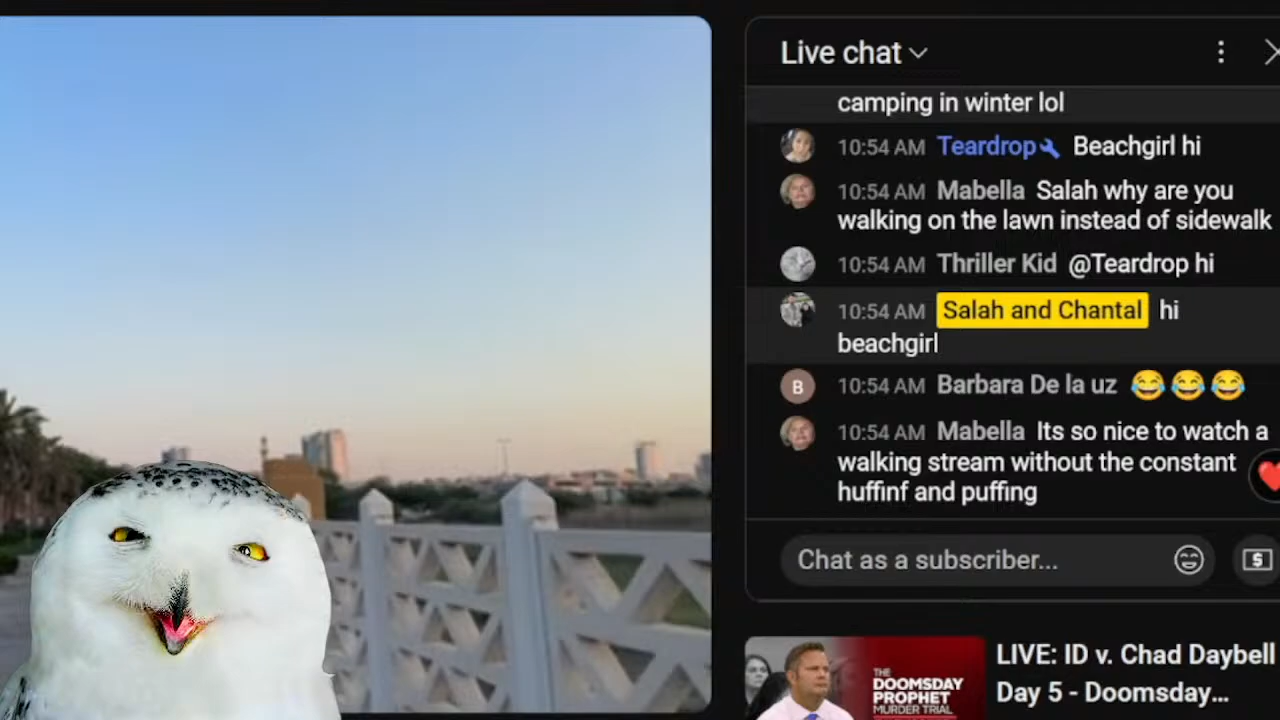 Live chat
camping in winter lol
10:54 AM Teardrop Beachgirl hi
10:54 AM Mabella Salah why are you
walking on the lawn instead of sidewalk
10:54 AM Thriller Kid @Teardrop hi
10:54 AM Salah and Chantal hi
beachgirl
B 10:54 AM Barbara De la uz 😂😂😂
10:54 AM Mabella Its so nice to watch a
walking stream without the constant
huffinf and puffing
Chat as a subscriber...
$
THE
DOOMSDAY
PROPHET
MURDER TRIAL
LIVE: ID v. Chad Daybell
Day 5 - Doomsday...